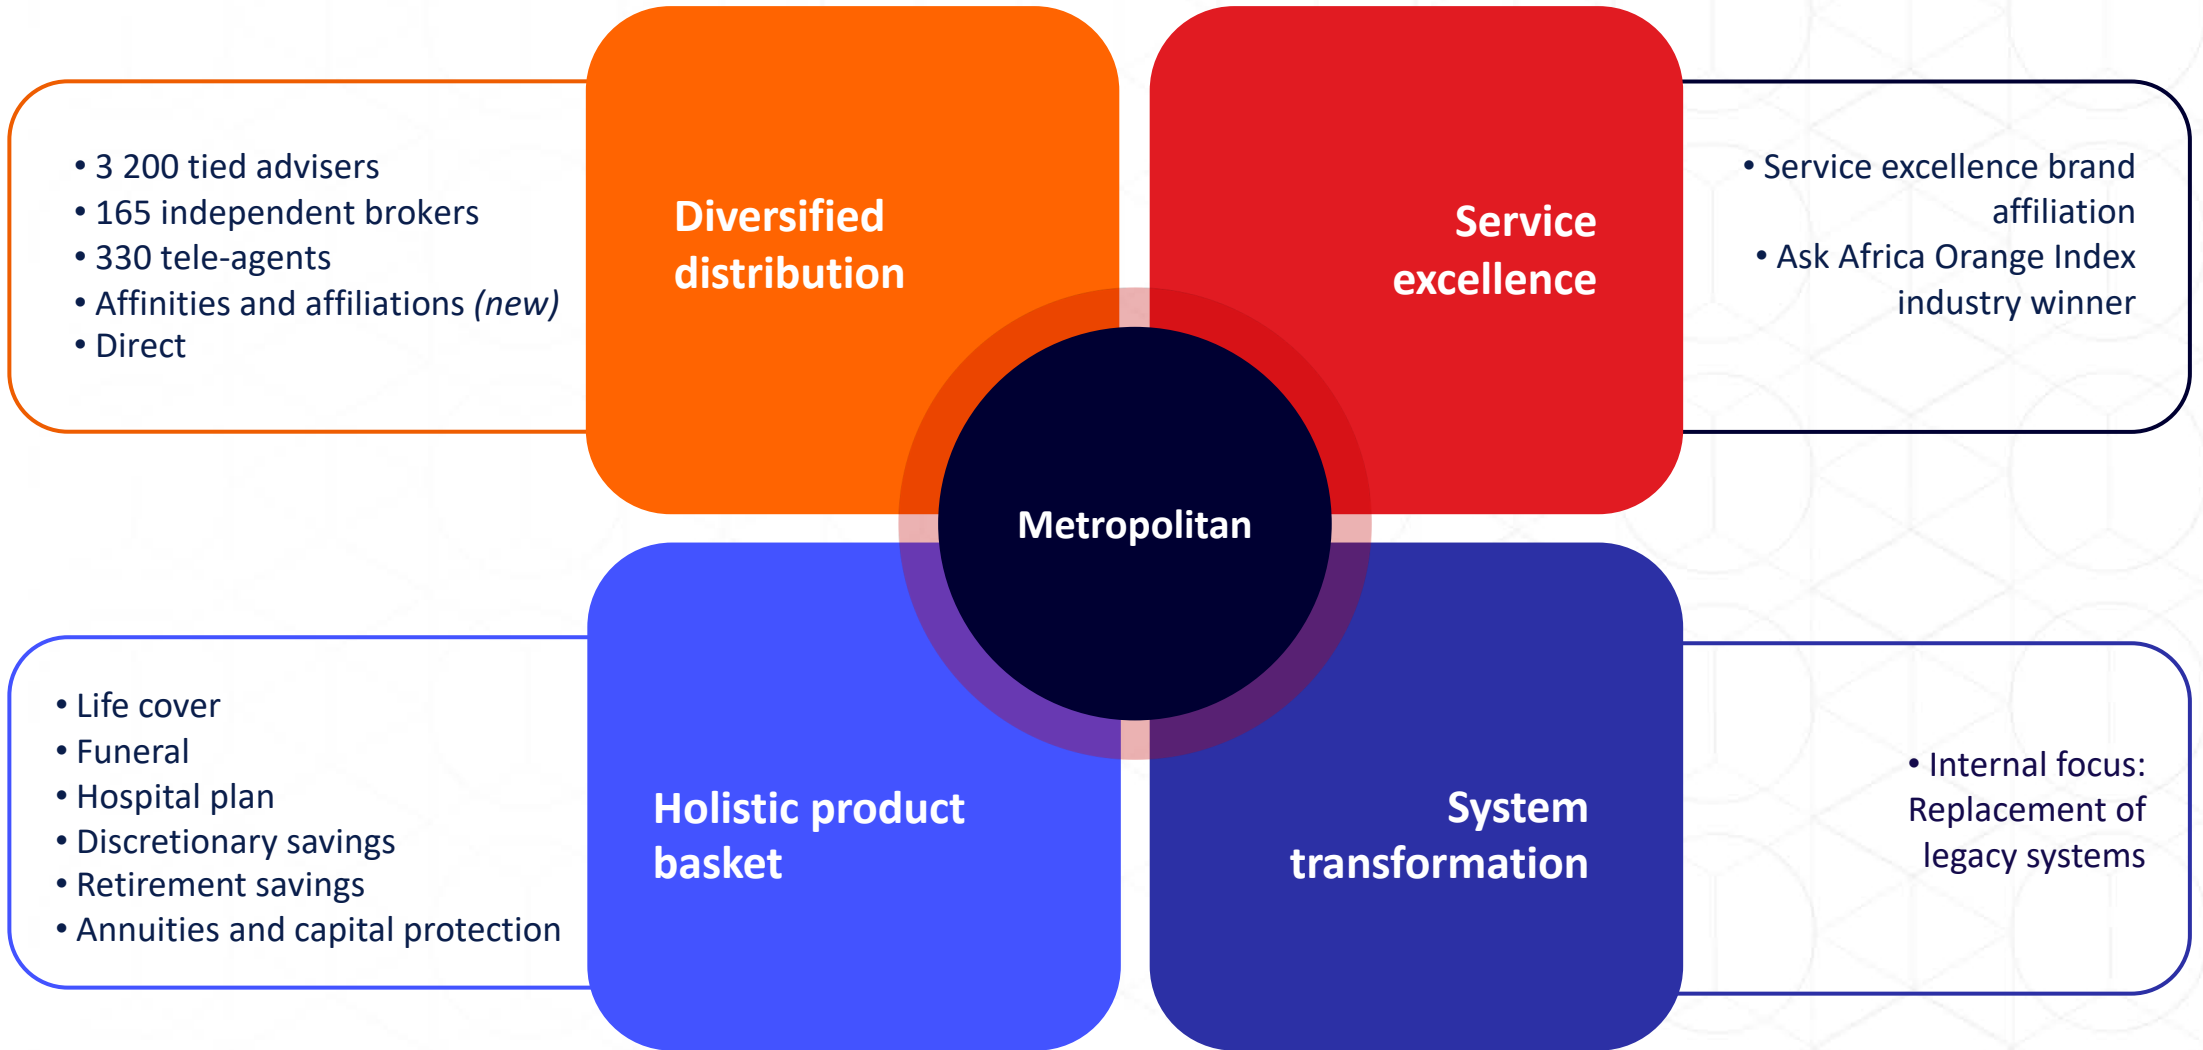 • 3 200 tied advisers
• 165 independent brokers
• 330 tele-agents
• Affinities and affiliations (new)
• Direct
Diversified
distribution
Service
excellence
• Service excellence brand
affiliation
• Ask Africa Orange Index
industry winner
Metropolitan
• Life cover
• Funeral
• Hospital plan
• Discretionary savings
• Retirement savings
• Annuities and capital protection
Holistic product
basket
System
transformation
• Internal focus:
Replacement of
legacy systems